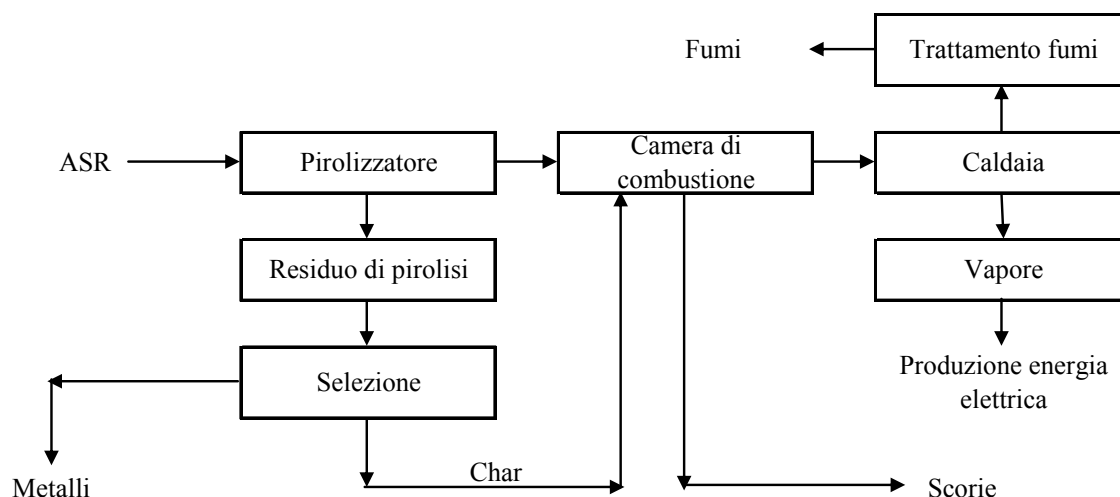 Fumi
Trattamento fumi
ASR
Pirolizzatore
Camera di
combustione
Caldaia
Residuo di pirolisi
Vapore
Selezione
Produzione energia
elettrica
Char
Metalli
Scorie